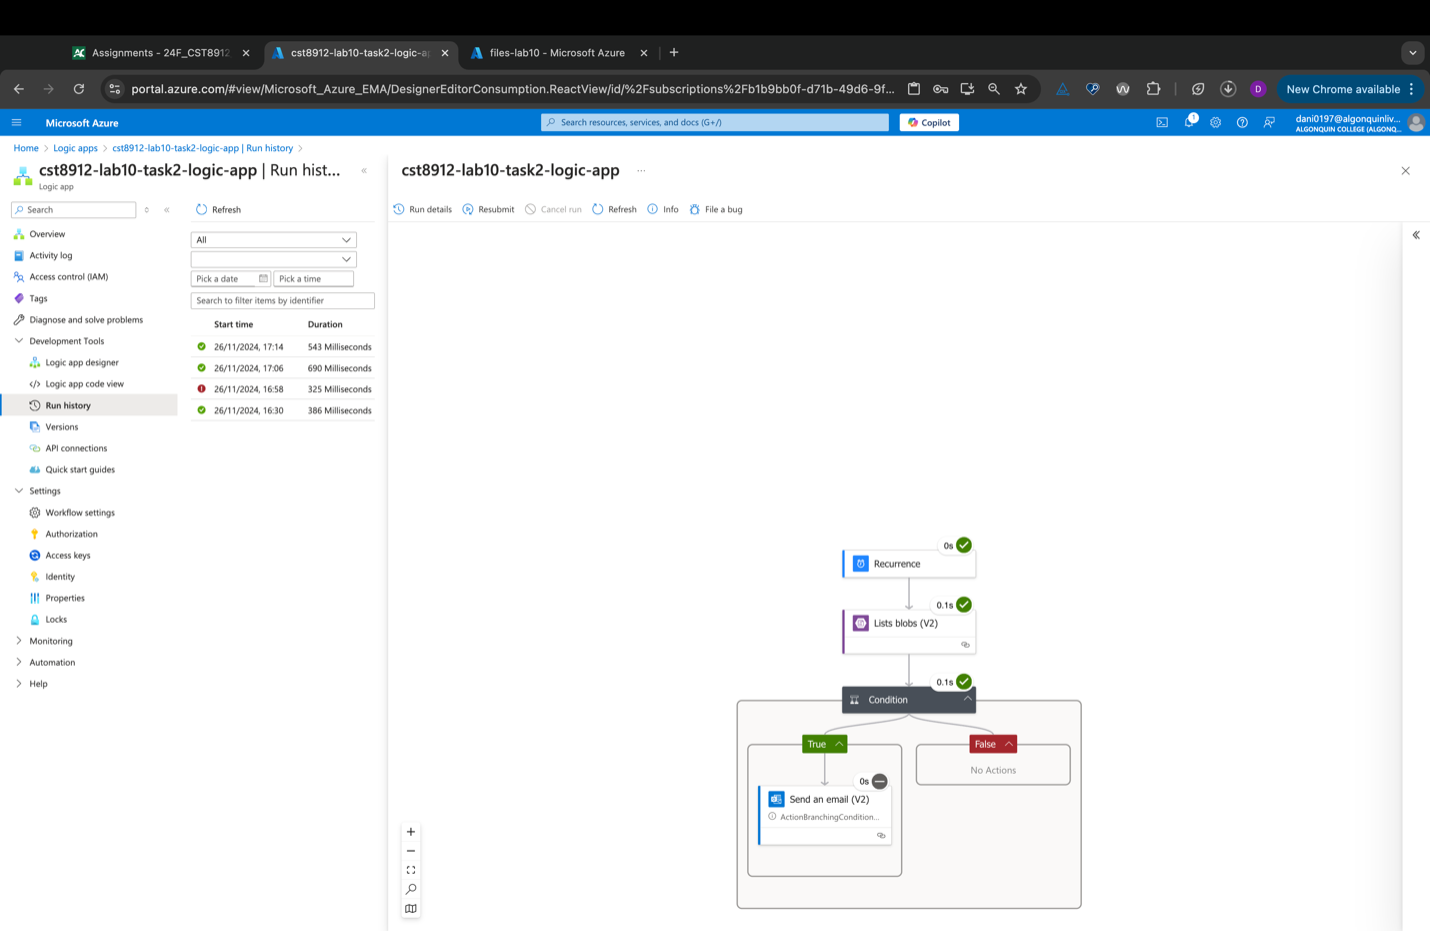 Assignments - 24F_CST8912
cst8912-lab10-task2-logic-a
files-lab10 - Microsoft Azure
portal.azure.com/#view/Microsoft_Azure_EMA/DesignerEditorConsumption.ReactView/id/%2Fsubscriptions%2Fb1b9bb0f-d71b-49d6-9f...
D
New Chrome available
Microsoft Azure
Search resources, services, and docs (G+/)
Copilot
1
dani0197@algonquinliv...
ALGONQUIN COLLEGE (ALGONQ...
Home > Logic apps > cst8912-lab10-task2-logic-app | Run history >
cst8912-lab10-task2-logic-app | Run hist...
Logic app
Search
Overview
Activity log
Access control (IAM)
Tags
Diagnose and solve problems
Development Tools
Logic app designer
Logic app code view
Run history
Versions
API connections
Quick start guides
Settings
Workflow settings
Authorization
Access keys
Identity
Properties
Locks
Monitoring
Automation
Help
Refresh
All
Pick a date
Pick a time
Search to filter items by identifier
Start time Duration
26/11/2024, 17:14 543 Milliseconds
26/11/2024, 17:06 690 Milliseconds
26/11/2024, 16:58 325 Milliseconds
26/11/2024, 16:30 386 Milliseconds
cst8912-lab10-task2-logic-app ...
Run details
Resubmit
Cancel run
Refresh
Info
File a bug
0s
Recurrence
0.1s
Lists blobs (V2)
0.1s
Condition
True
False
No Actions
0s
Send an email (V2)
ActionBranchingCondition...